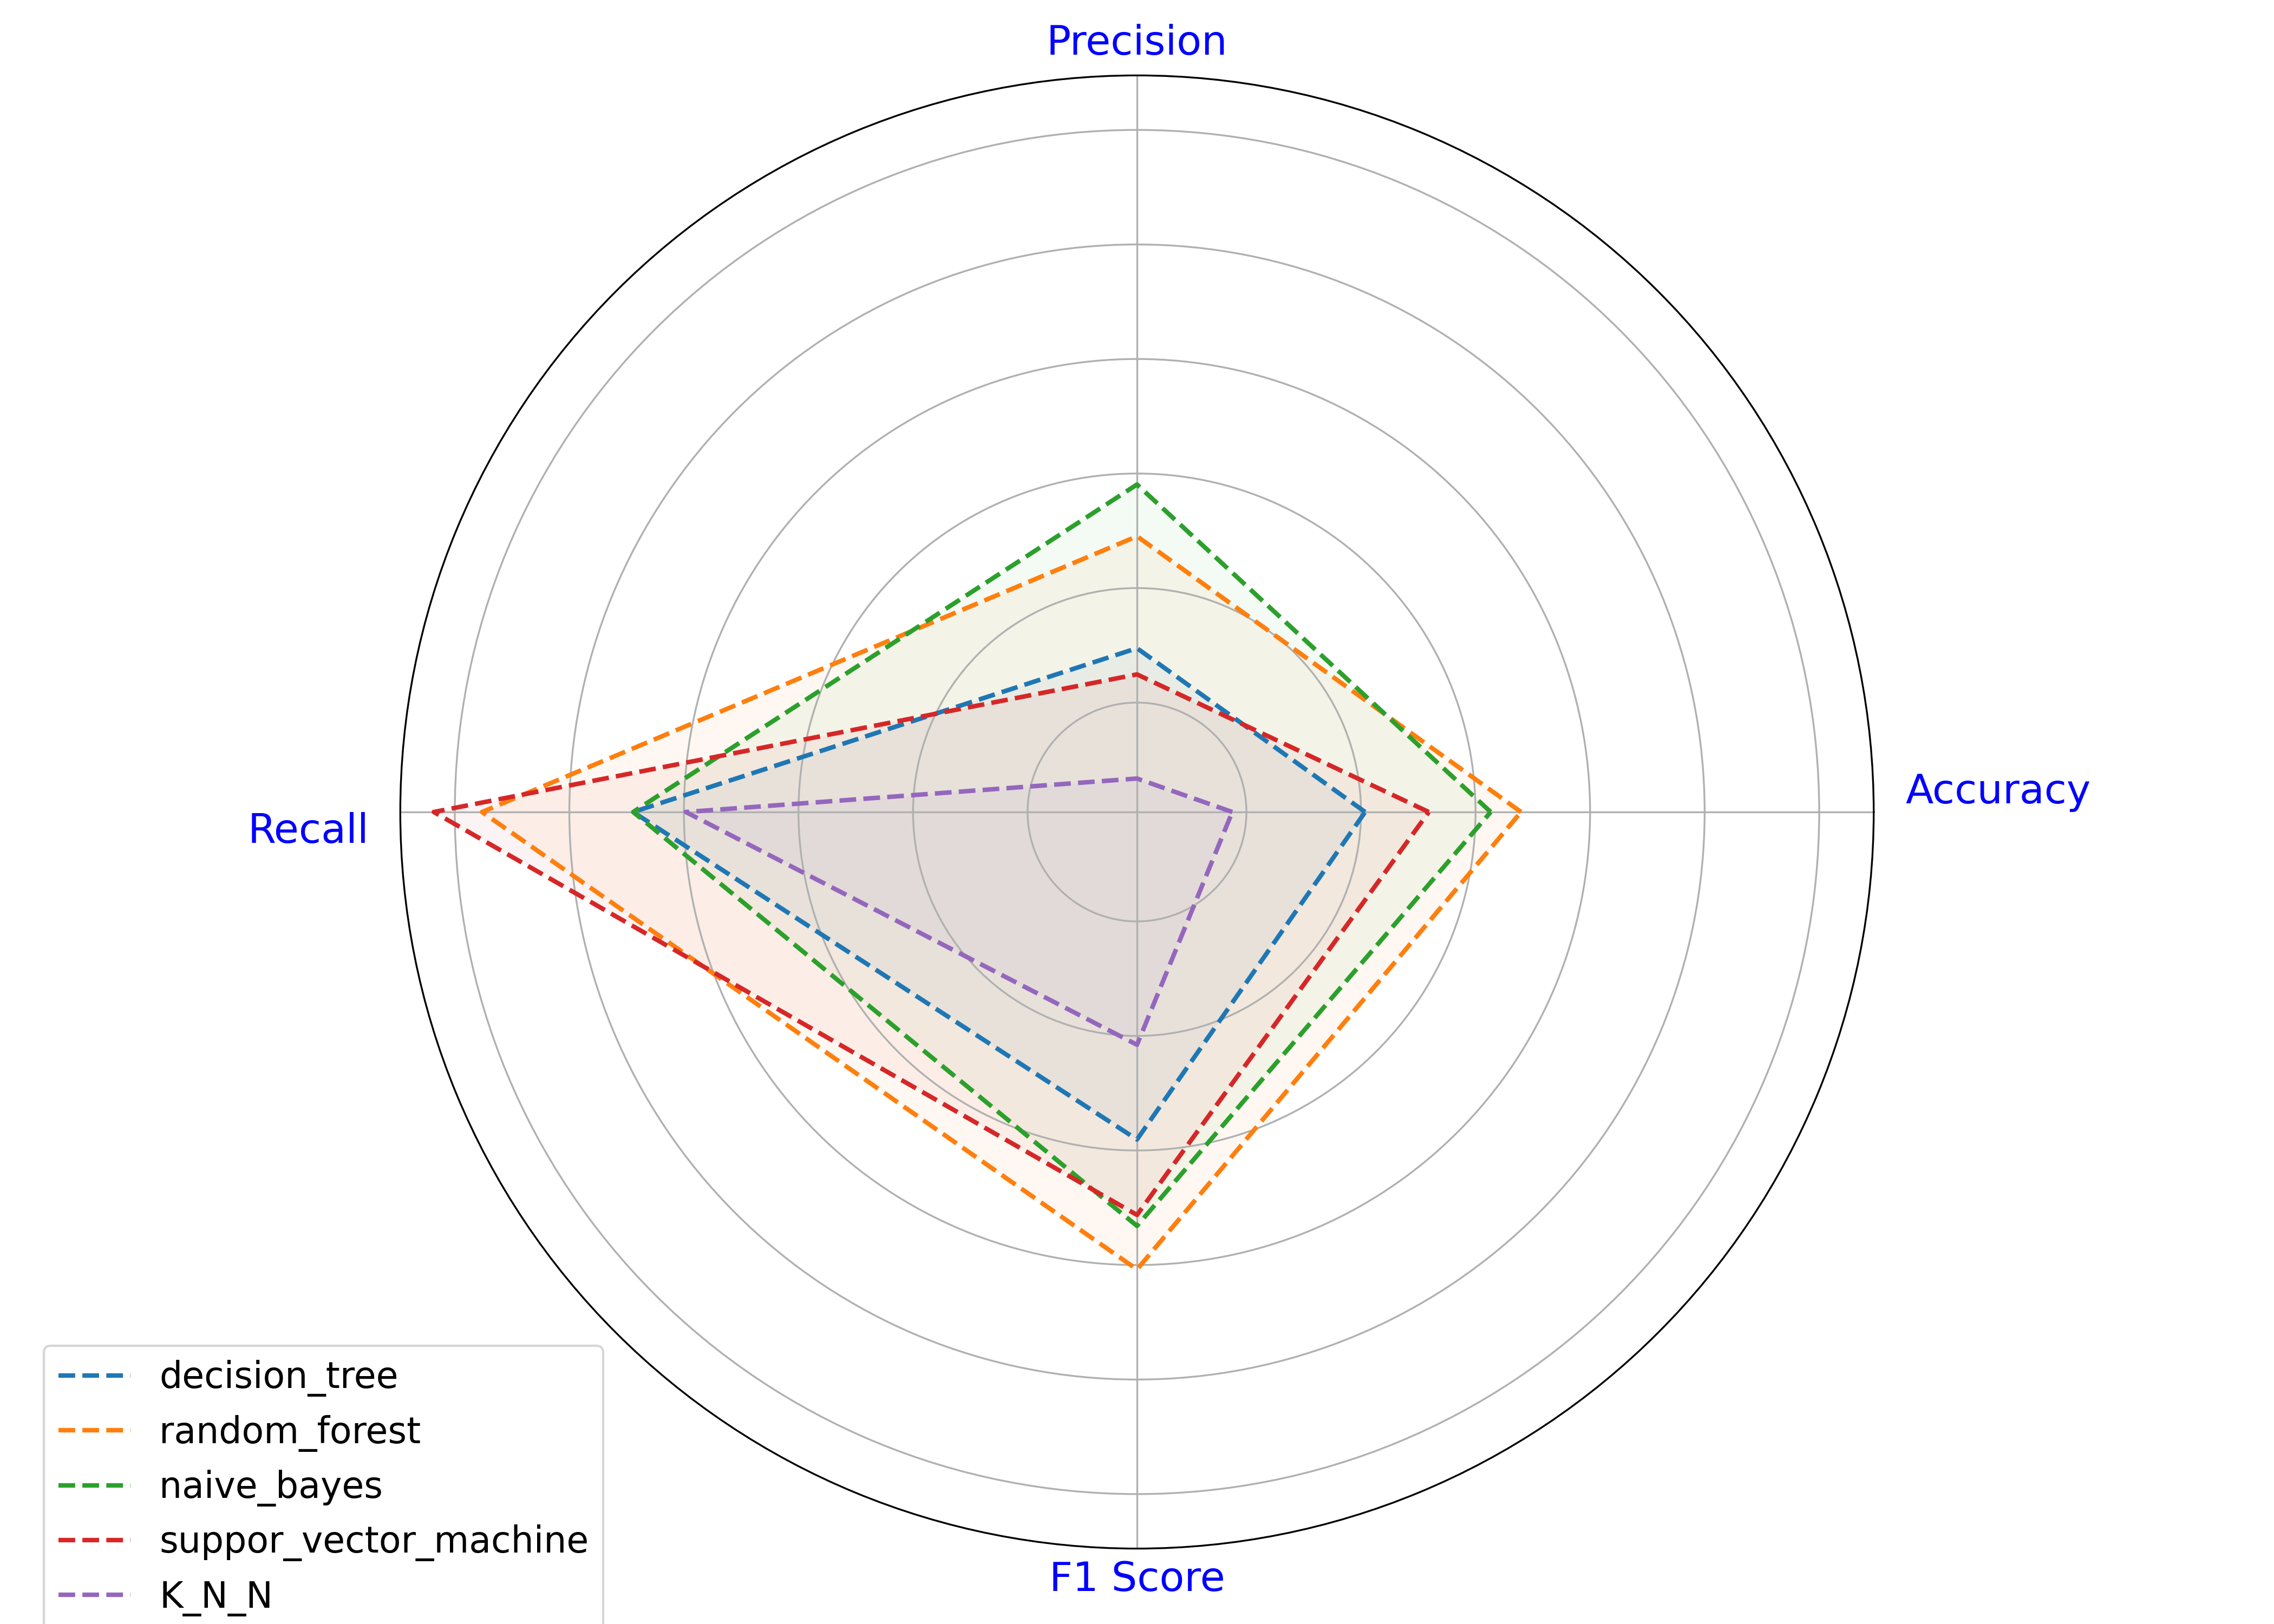 Precision
Accuracy
Recall
F1 Score
decision_tree
random_forest
naive_bayes
suppor_vector_machine
K_N_N